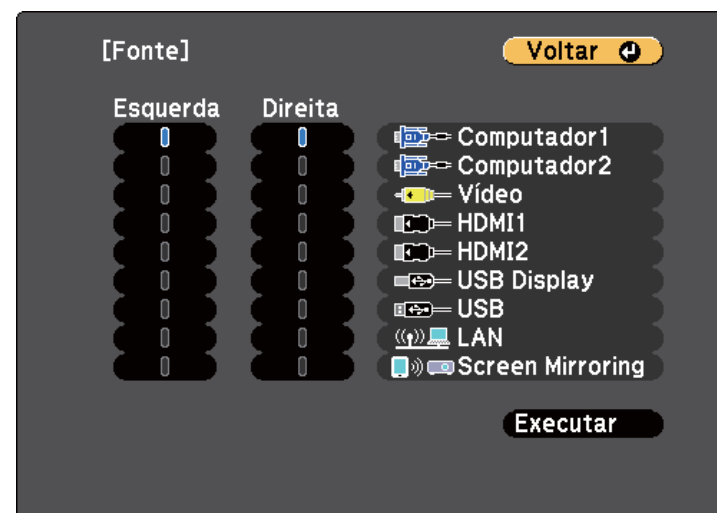 [Fonte] Voltar
Esquerda Direita
Computador1
Computador2
Vídeo
HDMI1
HDMI2
USB Display
USB
LAN
Screen Mirroring
Executar